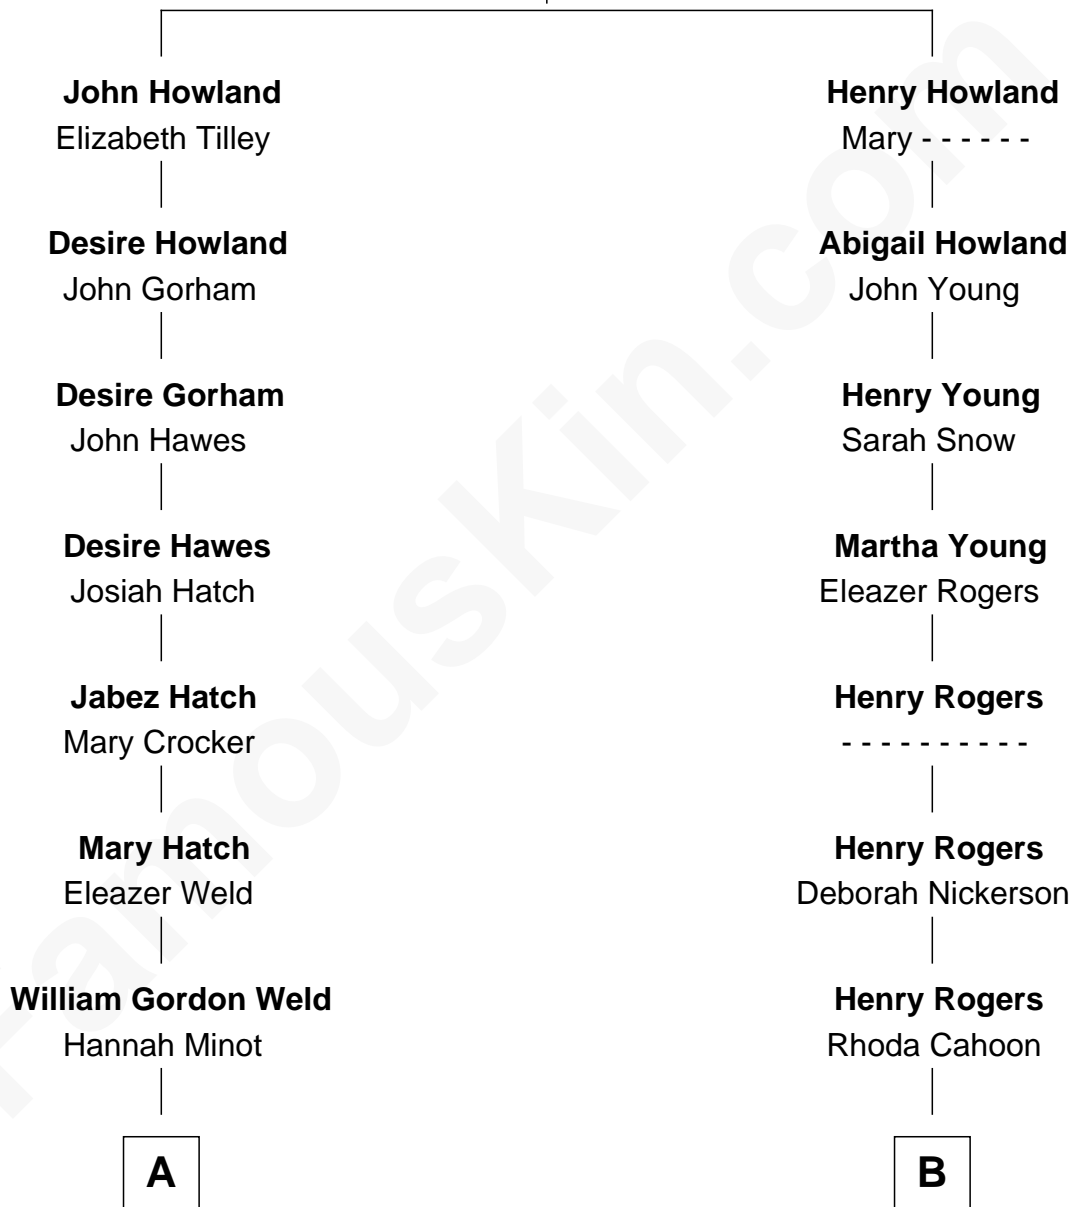 John Howland
Elizabeth Tilley
Henry Howland
Mary - - - - - -
Desire Howland
John Gorham
Abigail Howland
John Young
Desire Gorham
John Hawes
Henry Young
Sarah Snow
Desire Hawes
Josiah Hatch
Martha Young
Eleazer Rogers
Jabez Hatch
Mary Crocker
Henry Rogers
- - - - - - - - - -
Mary Hatch
Eleazer Weld
Henry Rogers
Deborah Nickerson
William Gordon Weld
Hannah Minot
Henry Rogers
Rhoda Cahoon
A
B
FamousKin.com